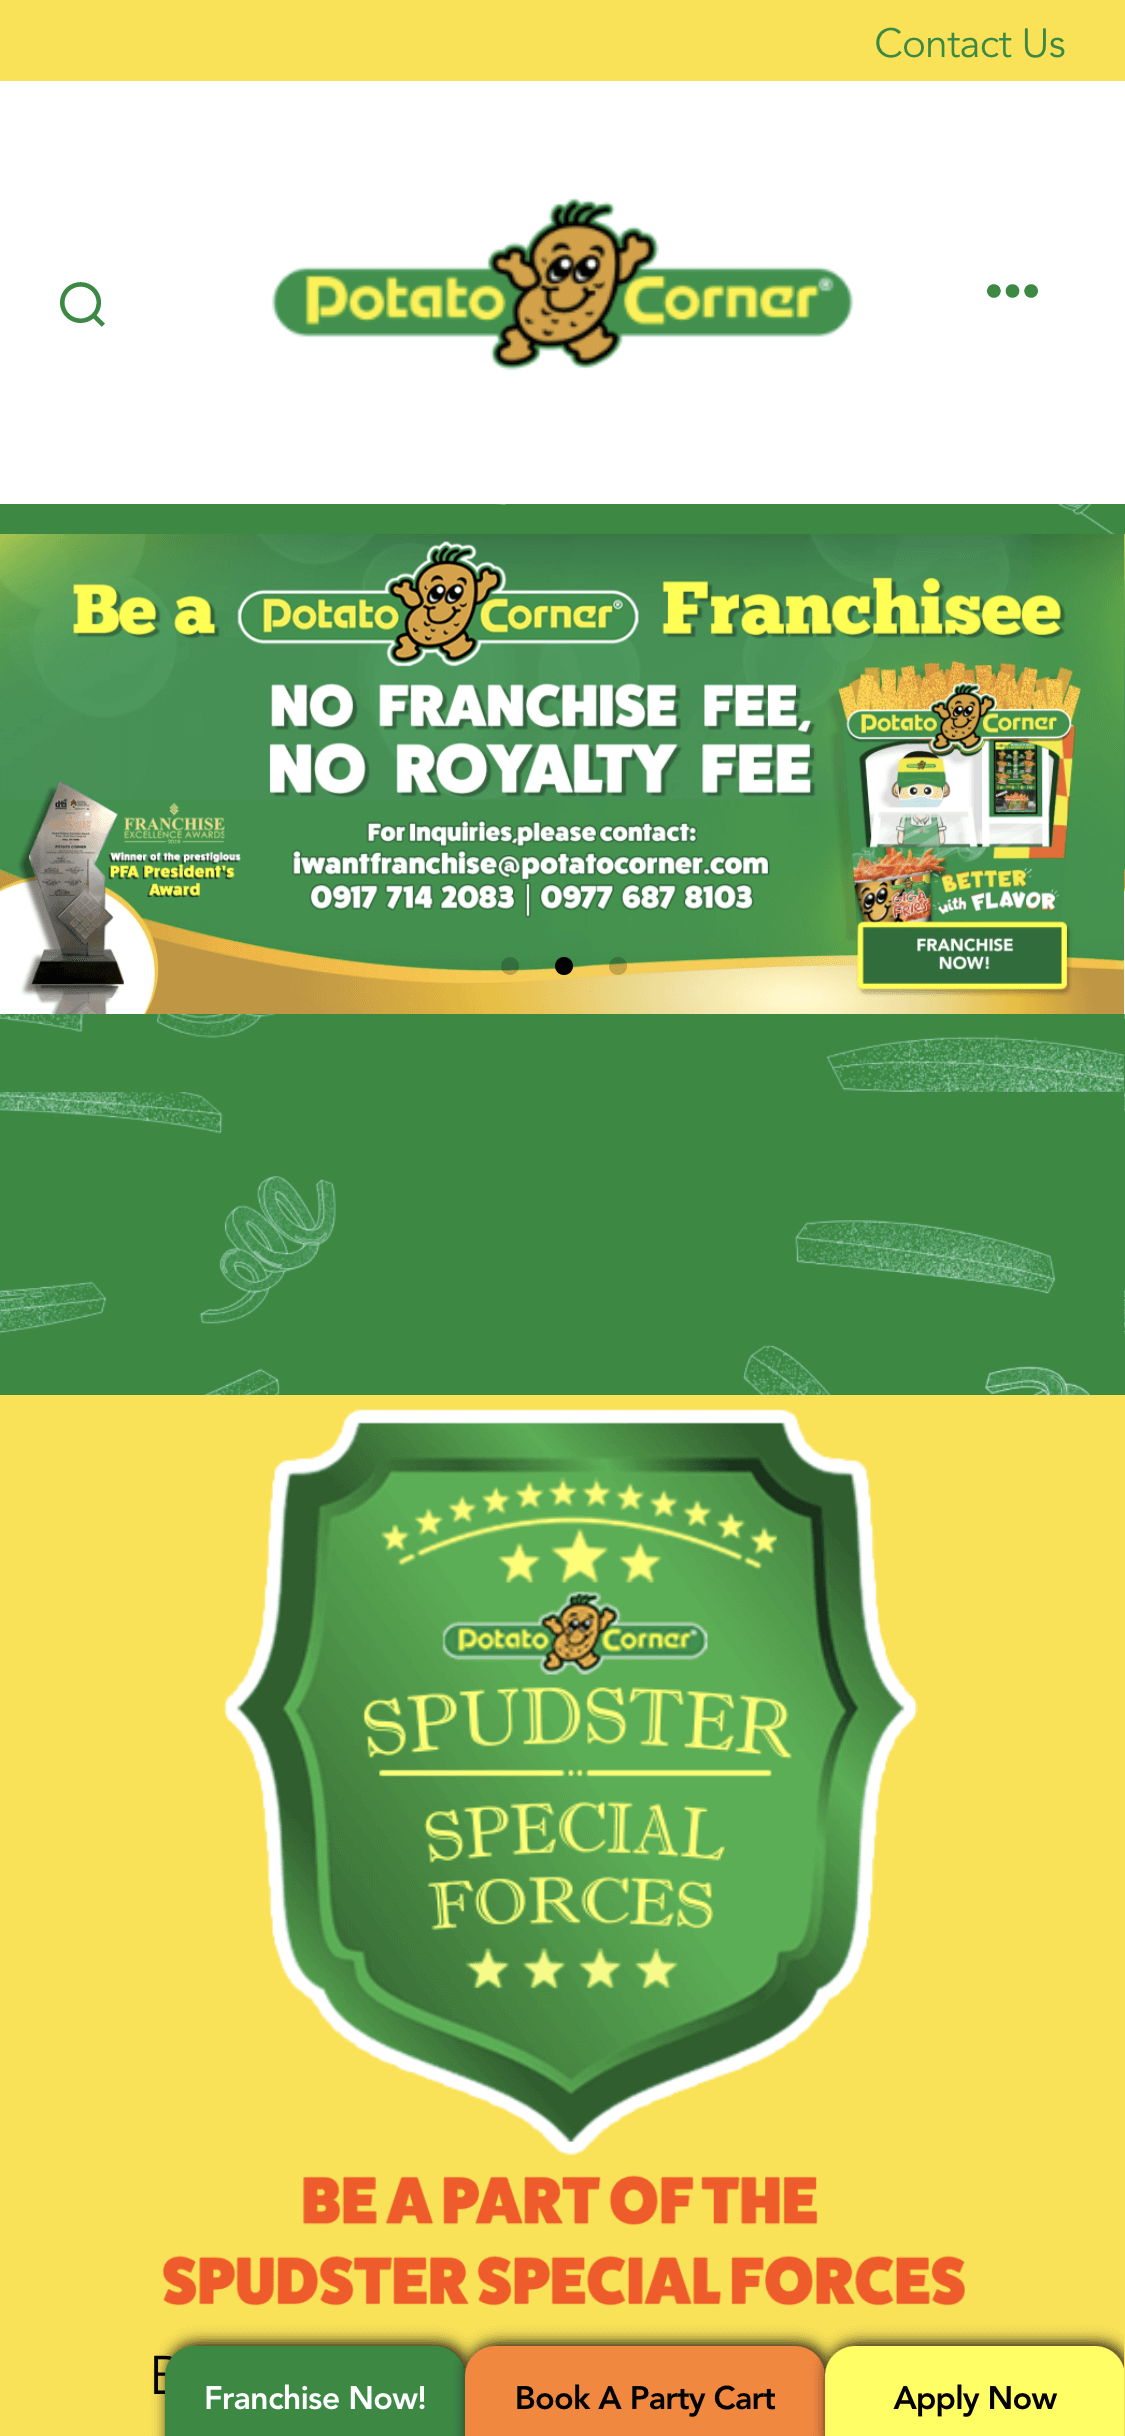 Contact Us
Potato Corner®
Be a Potato Corner® Franchisee
NO FRANCHISE FEE,
NO ROYALTY FEE
Potato Corner
dti
FRANCHISE
EXCELLENCE AWARDS
Winner of the prestigious
PFA President's
Award
For Inquiries,please contact:
iwantfranchise@potatocorner.com
0917 714 2083 | 0977 687 8103
GIGA
FRIES
BETTER
with FLAVOR
FRANCHISE
NOW!
Potato Corner
SPUDSTER
SPECIAL
FORCES
BE A PART OF THE
SPUDSTER SPECIAL FORCES
Franchise Now!
Book A Party Cart
Apply Now